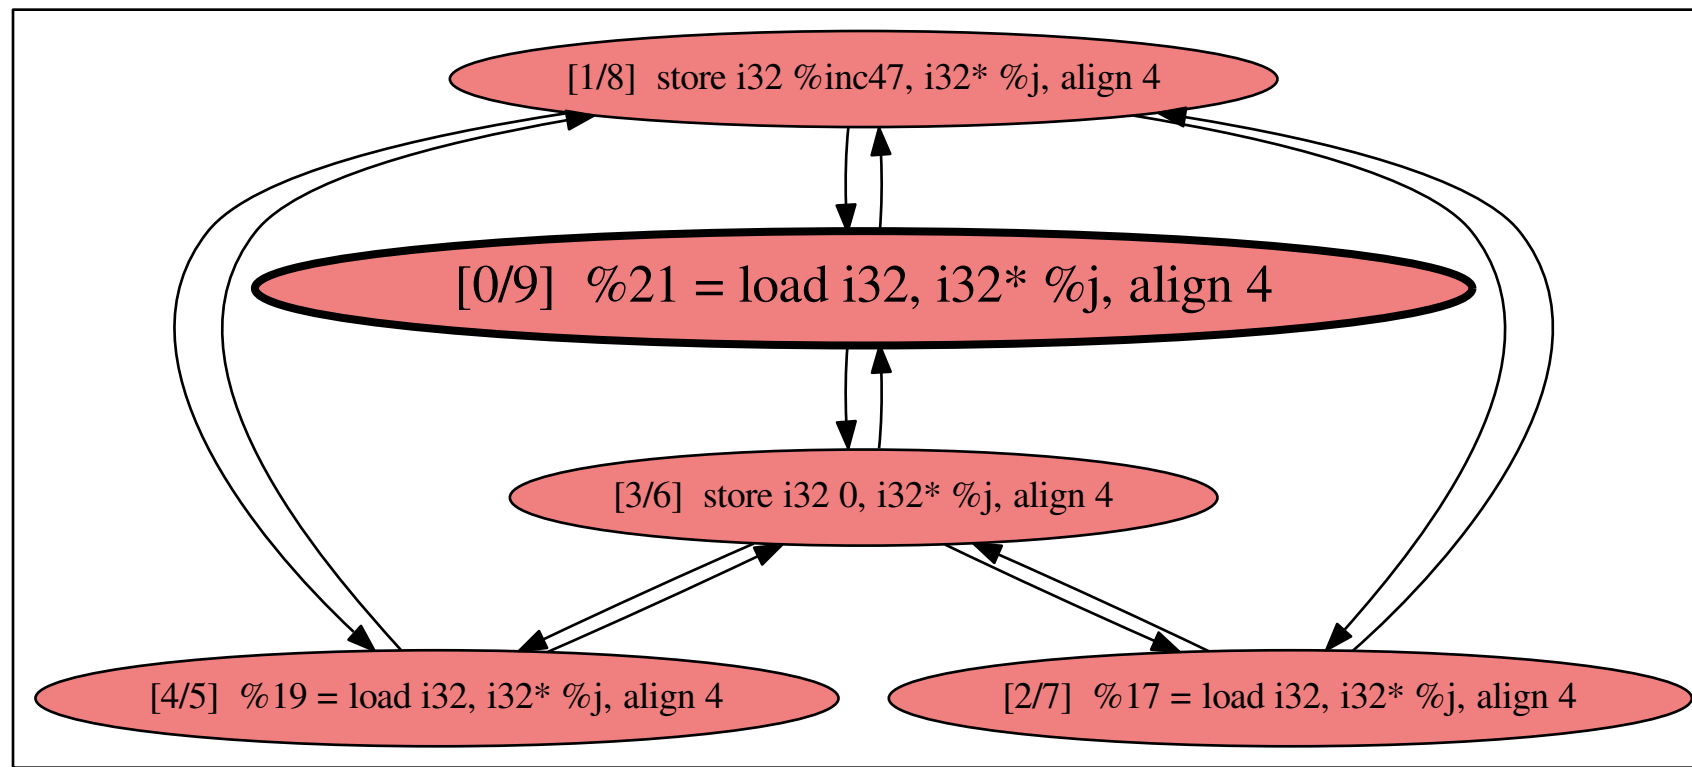 [1/8]  store i32 %inc47, i32* %j, align 4
[0/9]  %21 = load i32, i32* %j, align 4
[3/6]  store i32 0, i32* %j, align 4
[4/5]  %19 = load i32, i32* %j, align 4
[2/7]  %17 = load i32, i32* %j, align 4